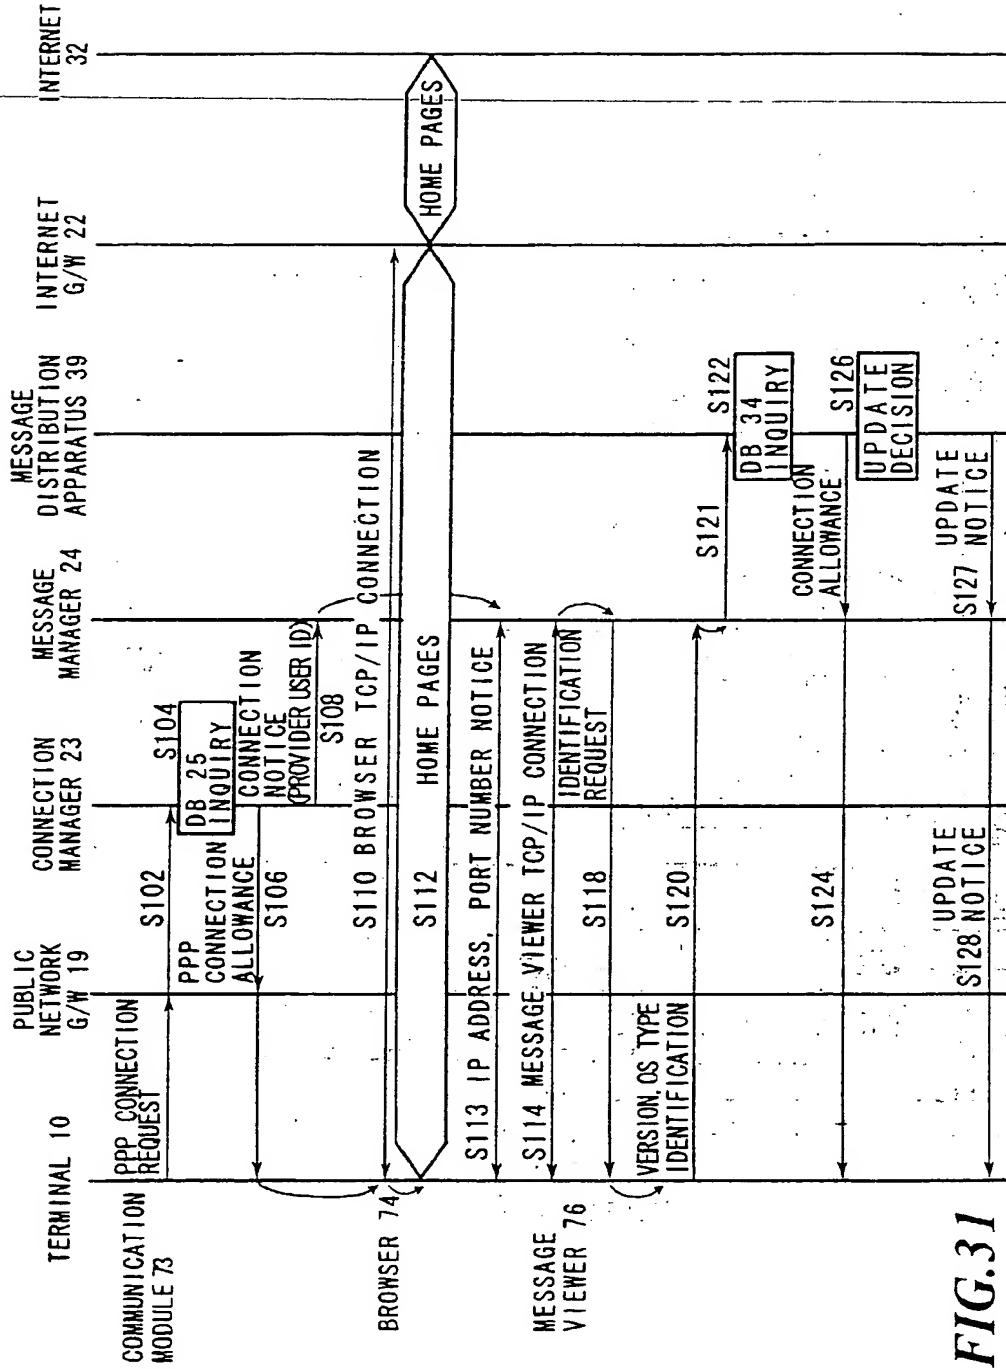 TERMINAL 10
PUBLIC
NETWORK
G/W 19
CONNECTION
MANAGER 23
MESSAGE
MANAGER 24
MESSAGE
DISTRIBUTION
APPARATUS 39
INTERNET
G/W 22
INTERNET
32
COMMUNICATION
MODULE 73
PPP CONNECTION
REQUEST
S102
S104
DB 25
INQUIRY
PPP
CONNECTION
ALLOWANCE
S106
CONNECTION
NOTICE
(PROVIDER USER ID)
S108
BROWSER 74
S110 BROWSER TCP/IP CONNECTION
S112
HOME PAGES
HOME PAGES
S113 IP ADDRESS, PORT NUMBER NOTICE
MESSAGE
VIEWER 76
S114 MESSAGE VIEWER TCP/IP CONNECTION
IDENTIFICATION
REQUEST
S118
VERSION, OS TYPE
IDENTIFICATION
S120
S121
S122
DB 34
INQUIRY
CONNECTION
ALLOWANCE
S124
S126
UPDATE
DECISION
UPDATE
S127 NOTICE
UPDATE
S128 NOTICE
FIG.31